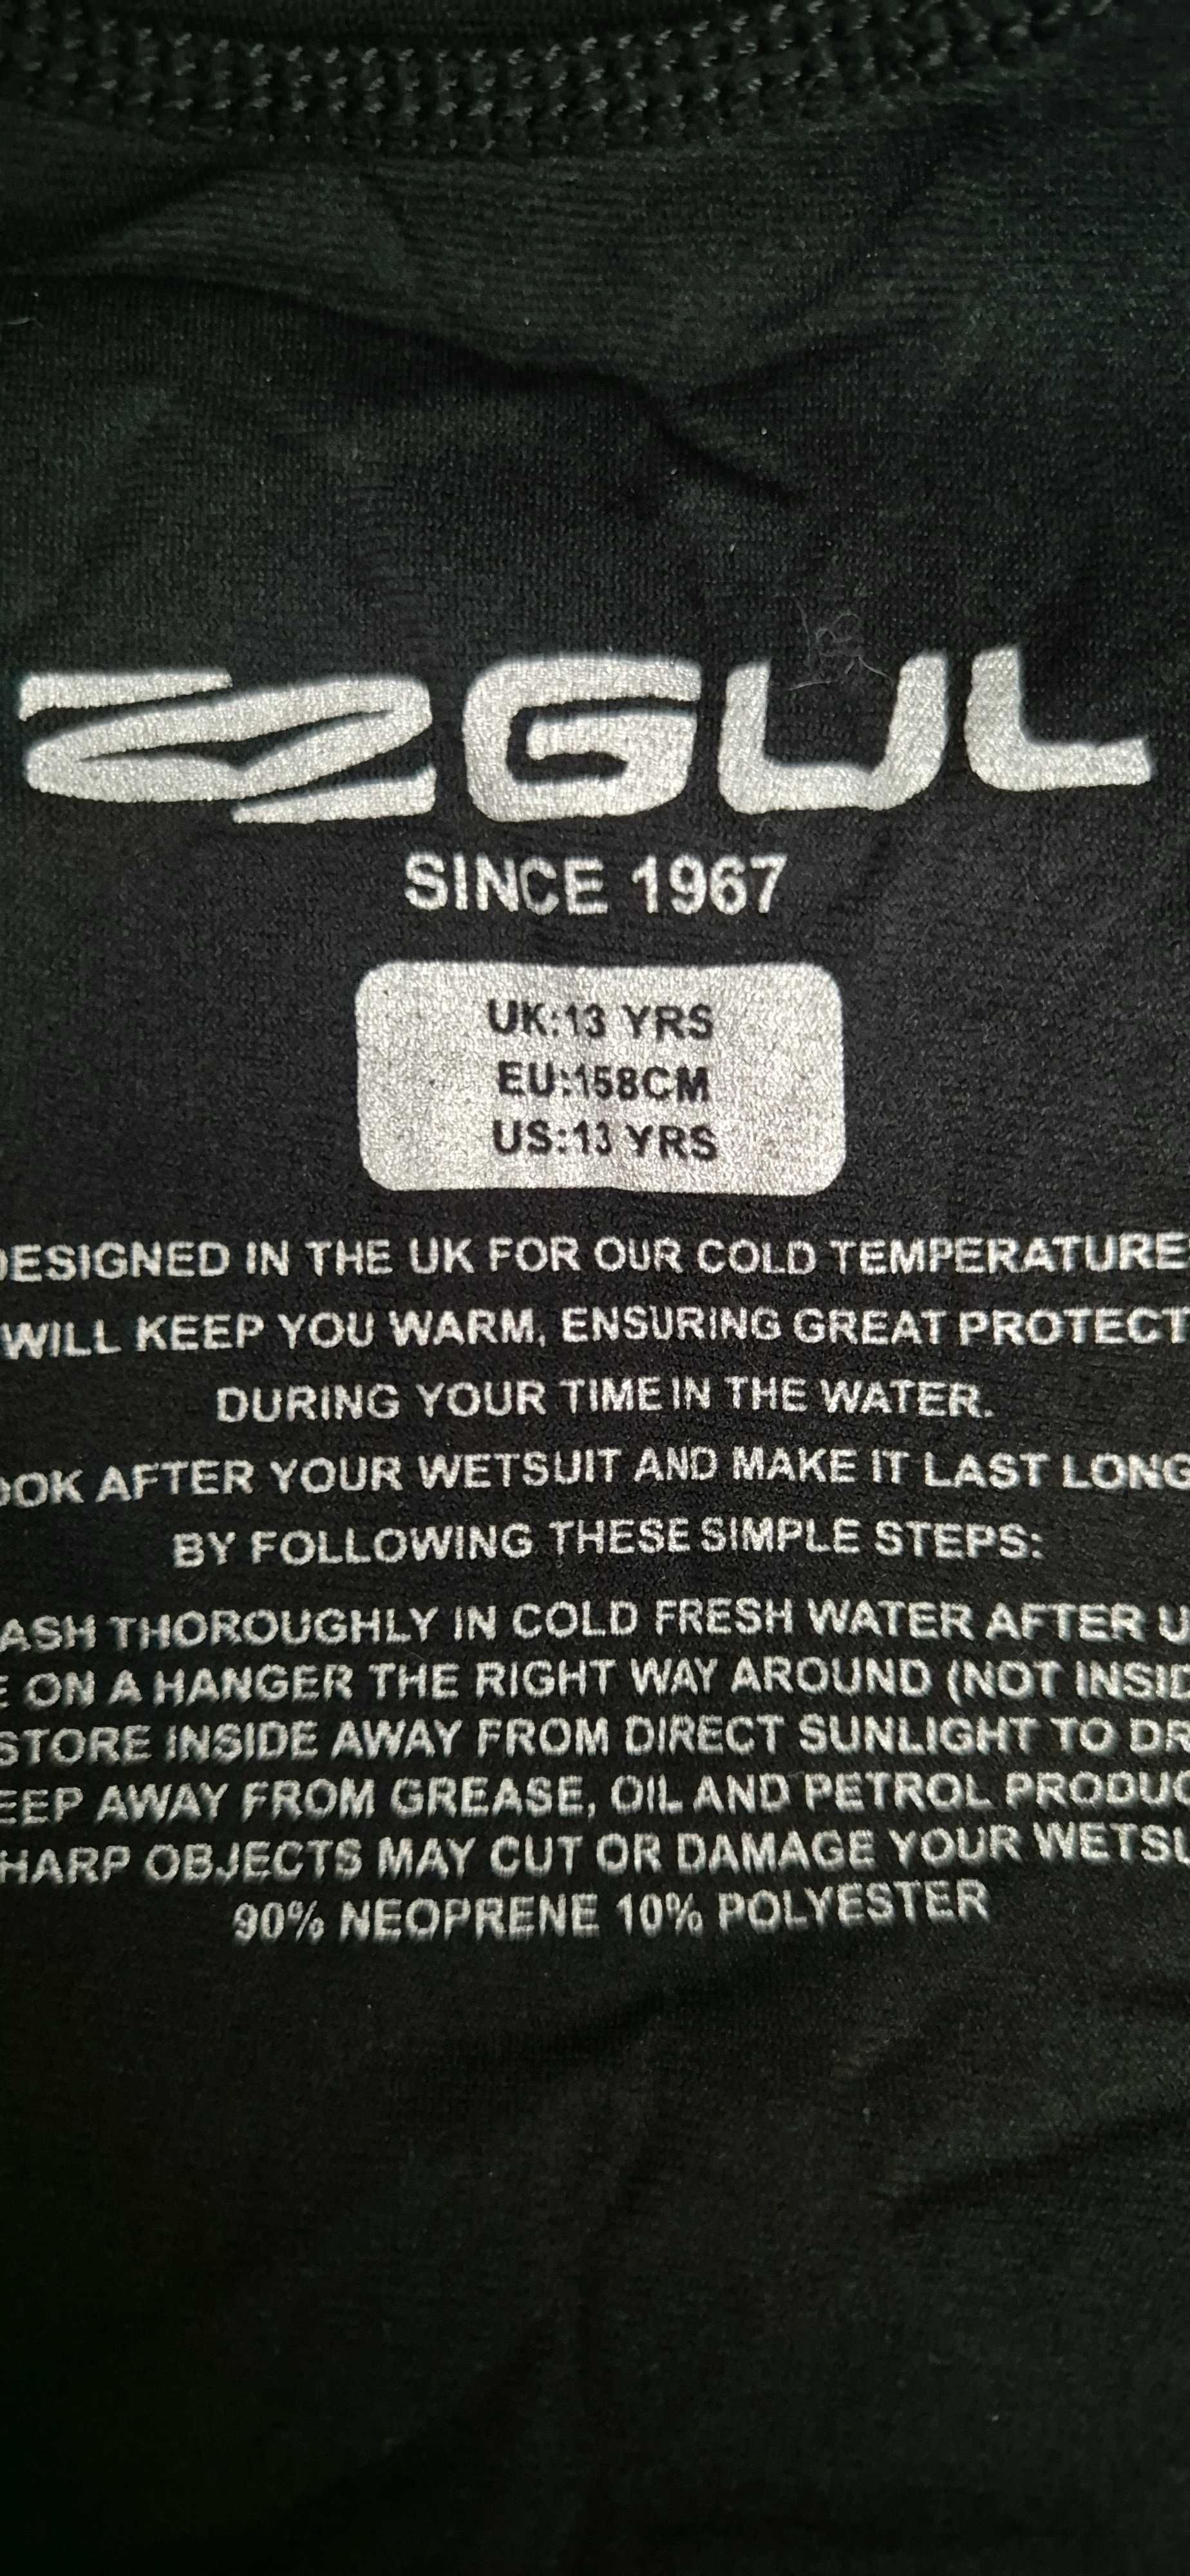 GUL
SINCE 1967
UK:13 YRS
EU:158CM
US:13 YRS
DESIGNED IN THE UK FOR OUR COLD TEMPERATURE
WILL KEEP YOU WARM, ENSURING GREAT PROTECT
DURING YOUR TIME IN THE WATER.
OOK AFTER YOUR WETSUIT AND MAKE IT LAST LONG
BY FOLLOWING THESE SIMPLE STEPS:
ASH THOROUGHLY IN COLD FRESH WATER AFTER U
E ON A HANGER THE RIGHT WAY AROUND (NOT INSID
STORE INSIDE AWAY FROM DIRECT SUNLIGHT TO DR
EEP AWAY FROM GREASE, OIL AND PETROL PRODUC
HARP OBJECTS MAY CUT OR DAMAGE YOUR WETSU
90% NEOPRENE 10% POLYESTER